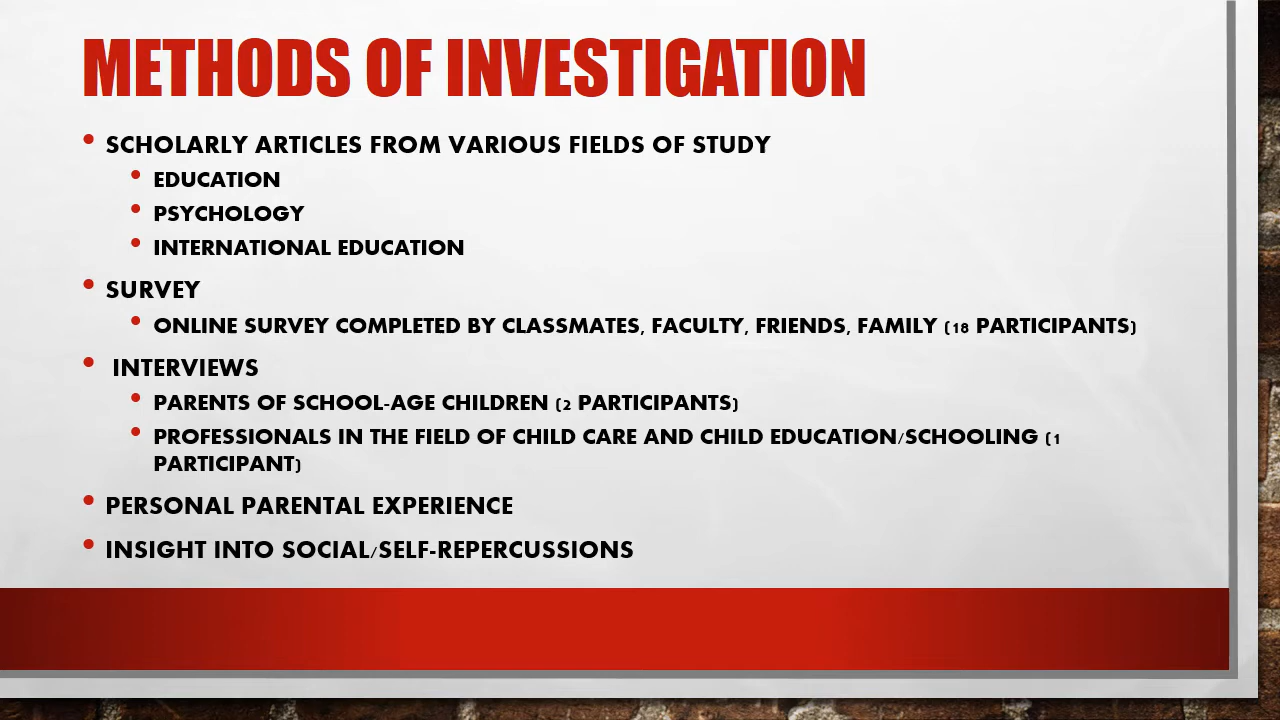 METHODS OF INVESTIGATION
• SCHOLARLY ARTICLES FROM VARIOUS FIELDS OF STUDY
• EDUCATION
• PSYCHOLOGY
• INTERNATIONAL EDUCATION
• SURVEY
• ONLINE SURVEY COMPLETED BY CLASSMATES, FACULTY, FRIENDS, FAMILY (18 PARTICIPANTS)
• INTERVIEWS
• PARENTS OF SCHOOL-AGE CHILDREN (2 PARTICIPANTS)
• PROFESSIONALS IN THE FIELD OF CHILD CARE AND CHILD EDUCATION/SCHOOLING (1
PARTICIPANT)
• PERSONAL PARENTAL EXPERIENCE
• INSIGHT INTO SOCIAL/SELF-REPERCUSSIONS